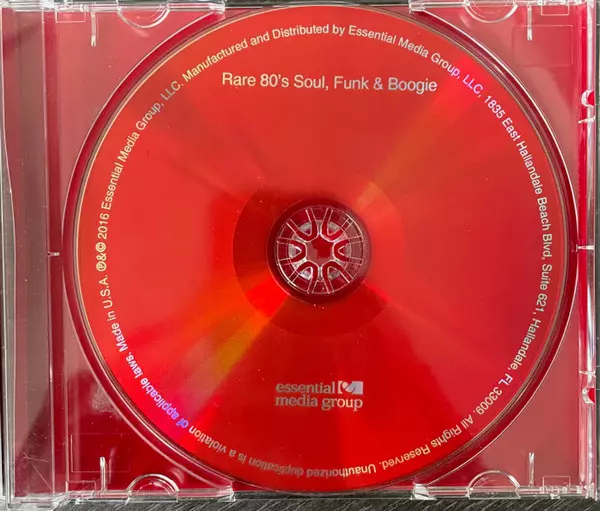 Rare 80's Soul, Funk & Boogie
℗&© 2016 Essential Media Group, LLC. Manufactured and Distributed by Essential Media Group, LLC, 1835 East Hallandale Beach Blvd, Suite 621, Hallandale, FL 33009. All Rights Reserved. Unauthorized duplication is a violation of applicable laws. Made in U.S.A.
essential
media group